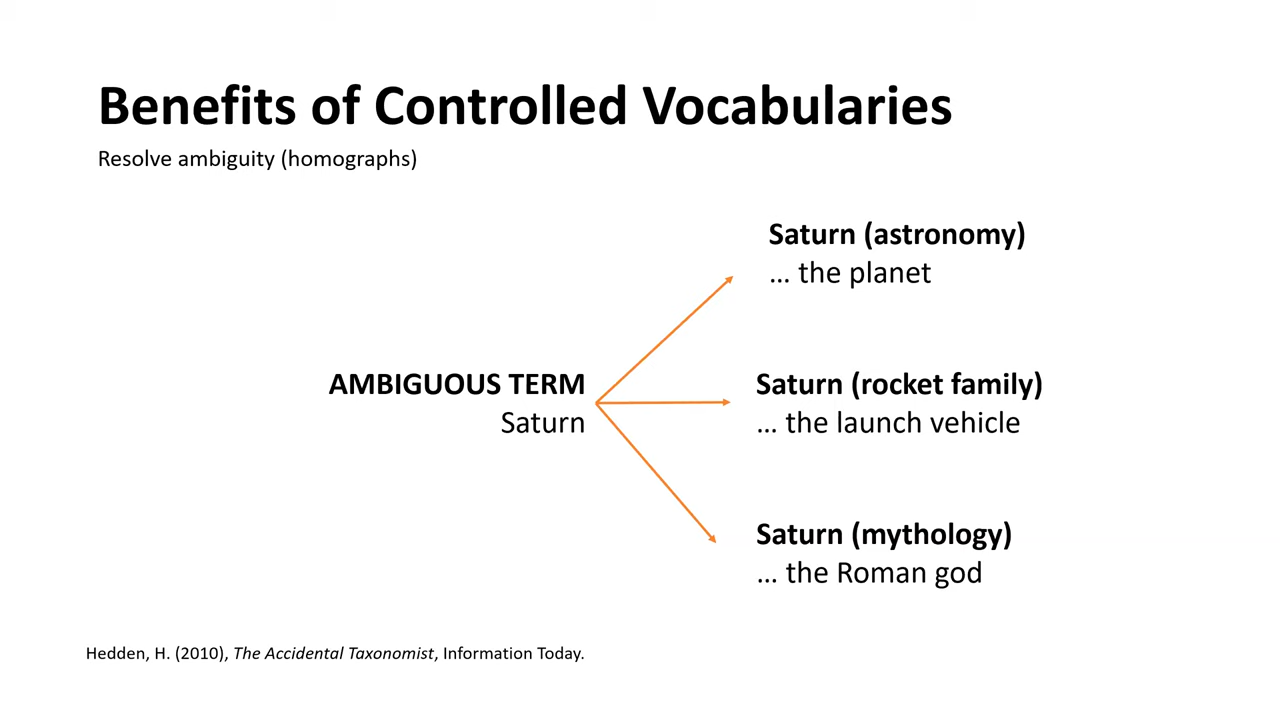 Benefits of Controlled Vocabularies
Resolve ambiguity (homographs)
Saturn (astronomy)
... the planet
AMBIGUOUS TERM
Saturn
Saturn (rocket family)
... the launch vehicle
Saturn (mythology)
... the Roman god
Hedden, H. (2010), The Accidental Taxonomist, Information Today.